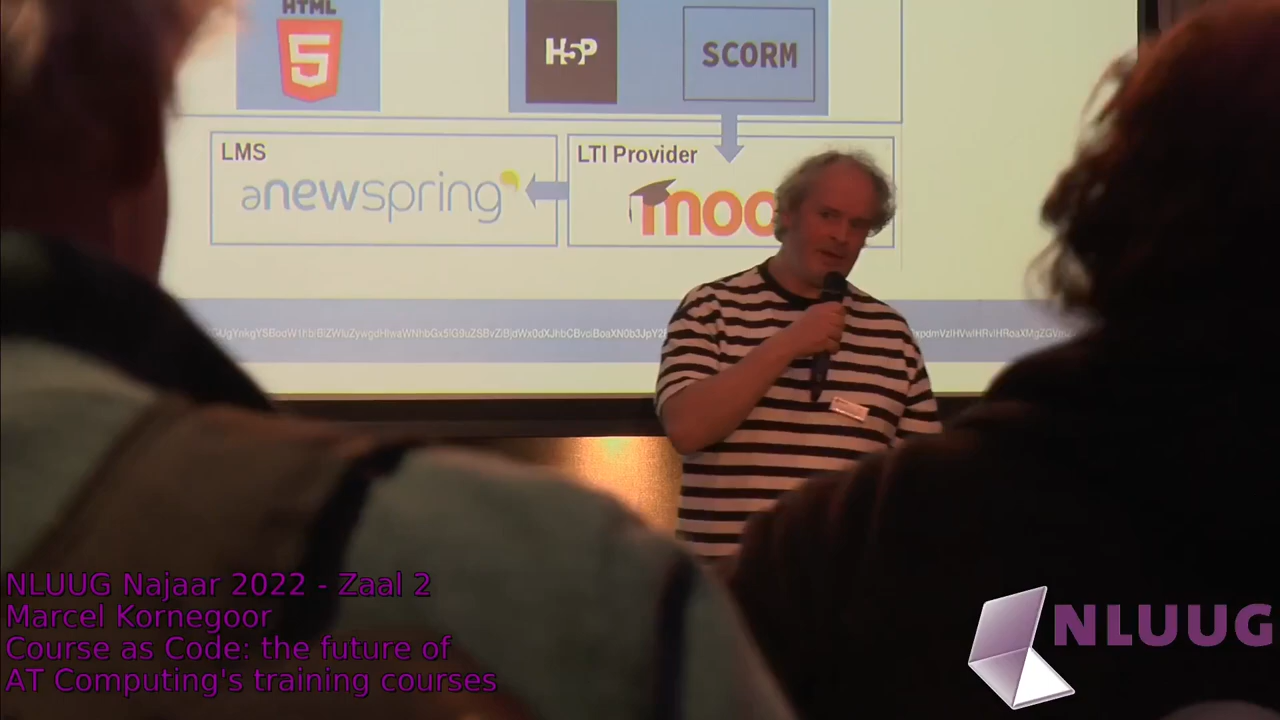 HTML
5
H5P
SCORM
LMS
LTI Provider
anewspring
moo
NLUUG Najaar 2022 - Zaal 2
Marcel Kornegoor
Course as Code: the future of
AT Computing's training courses
NLUUG